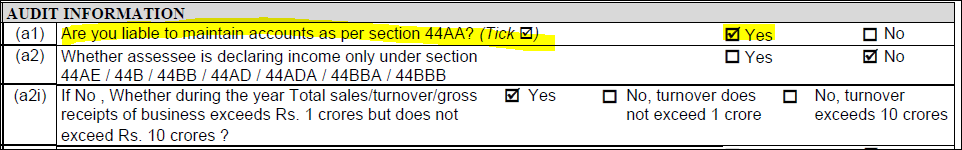 AUDIT INFORMATION
(a1) Are you liable to maintain accounts as per section 44AA? (Tick ☑) ☑ Yes ☐ No
(a2) Whether assessee is declaring income only under section ☐ Yes ☑ No
44AE / 44B / 44BB / 44AD / 44ADA / 44BBA / 44BBB
(a2i) If No , Whether during the year Total sales/turnover/gross ☑ Yes ☐ No, turnover does ☐ No, turnover
receipts of business exceeds Rs. 1 crores but does not not exceed 1 crore exceeds 10 crores
exceed Rs. 10 crores ?